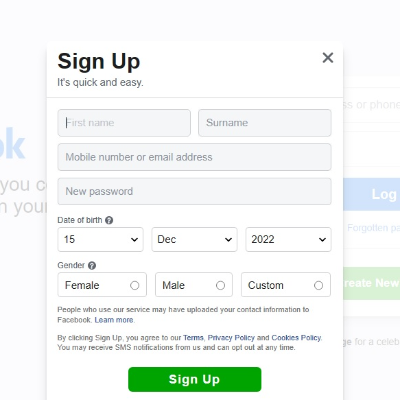 Sign Up
It's quick and easy.
First name
Surname
Mobile number or email address
New password
Date of birth
15
Dec
2022
Gender
Female
Male
Custom
People who use our service may have uploaded your contact information to
Facebook. Learn more.
By clicking Sign Up, you agree to our Terms, Privacy Policy and Cookies Policy.
You may receive SMS notifications from us and can opt out at any time.
Sign Up
ok
you c
n your
ss or phone
Log
Forgotten pa
reate New
ge for a celeb